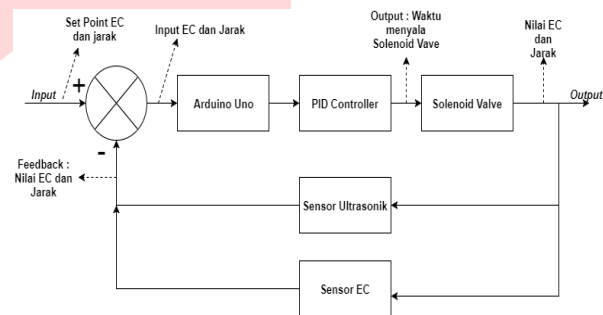 Set Point EC
dan jarak
Input EC dan Jarak
Output : Waktu
menyala
Solenoid Vave
Nilai EC
dan
Jarak
Input
+
Arduino Uno
PID Controller
Solenoid Valve
Output
-
Feedback :
Nilai EC dan
Jarak
Sensor Ultrasonik
Sensor EC